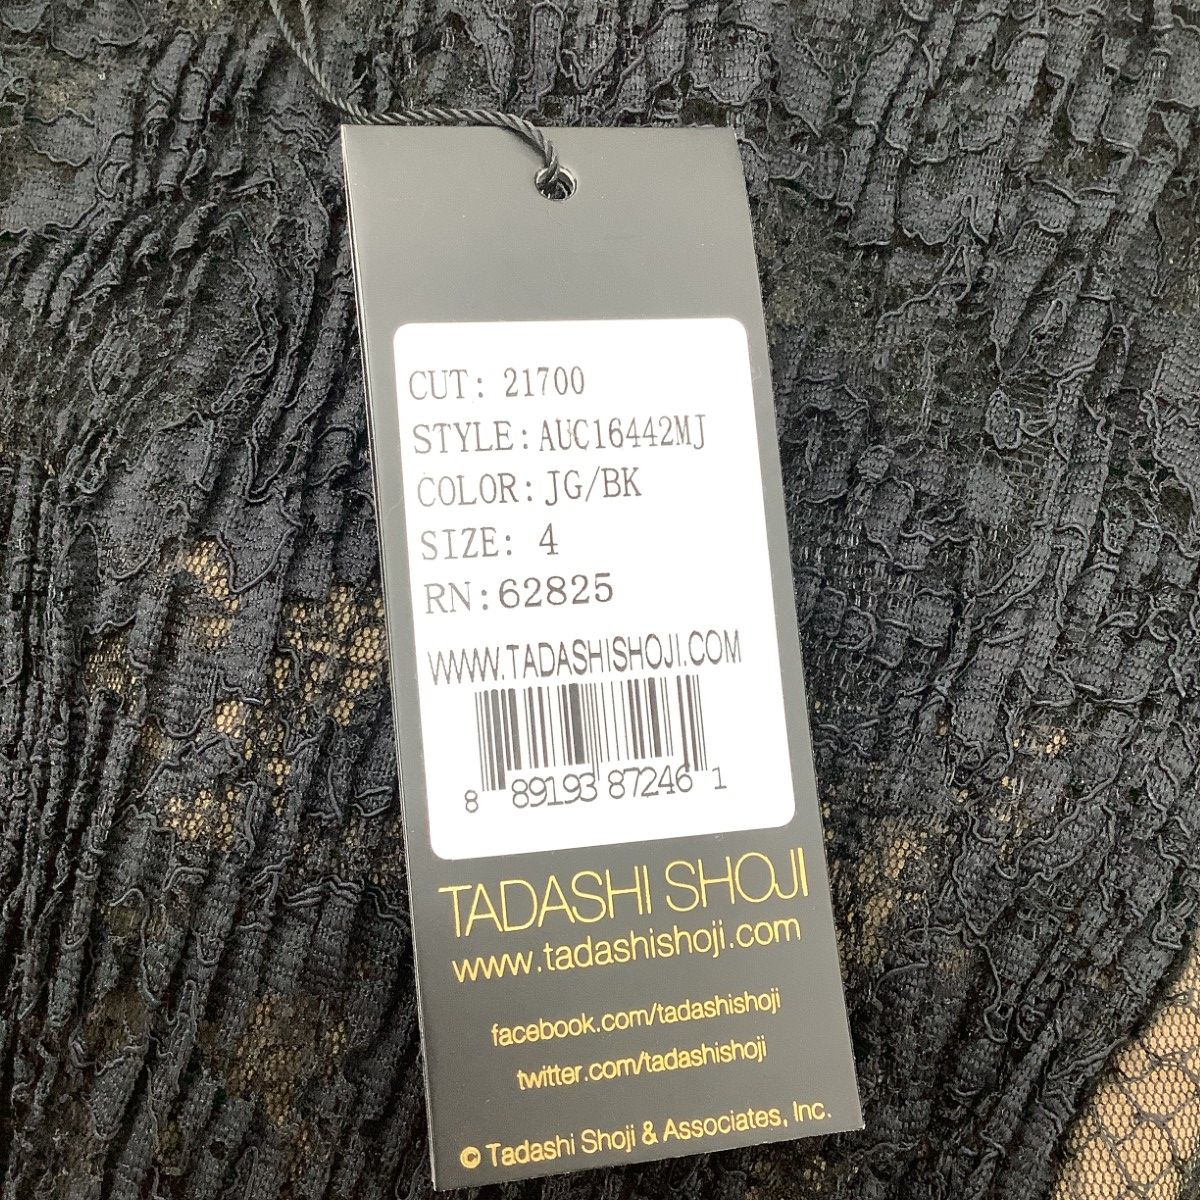 CUT: 21700
STYLE:AUC16442MJ
COLOR:JG/BK
SIZE: 4
RN:62825
WWW.TADASHISHOJI.COM
8 89193 87246 1
TADASHI SHOJI
www.tadashishoji.com
facebook.com/tadashishoji
twitter.com/tadashishoji
© Tadashi Shoji & Associates, Inc.